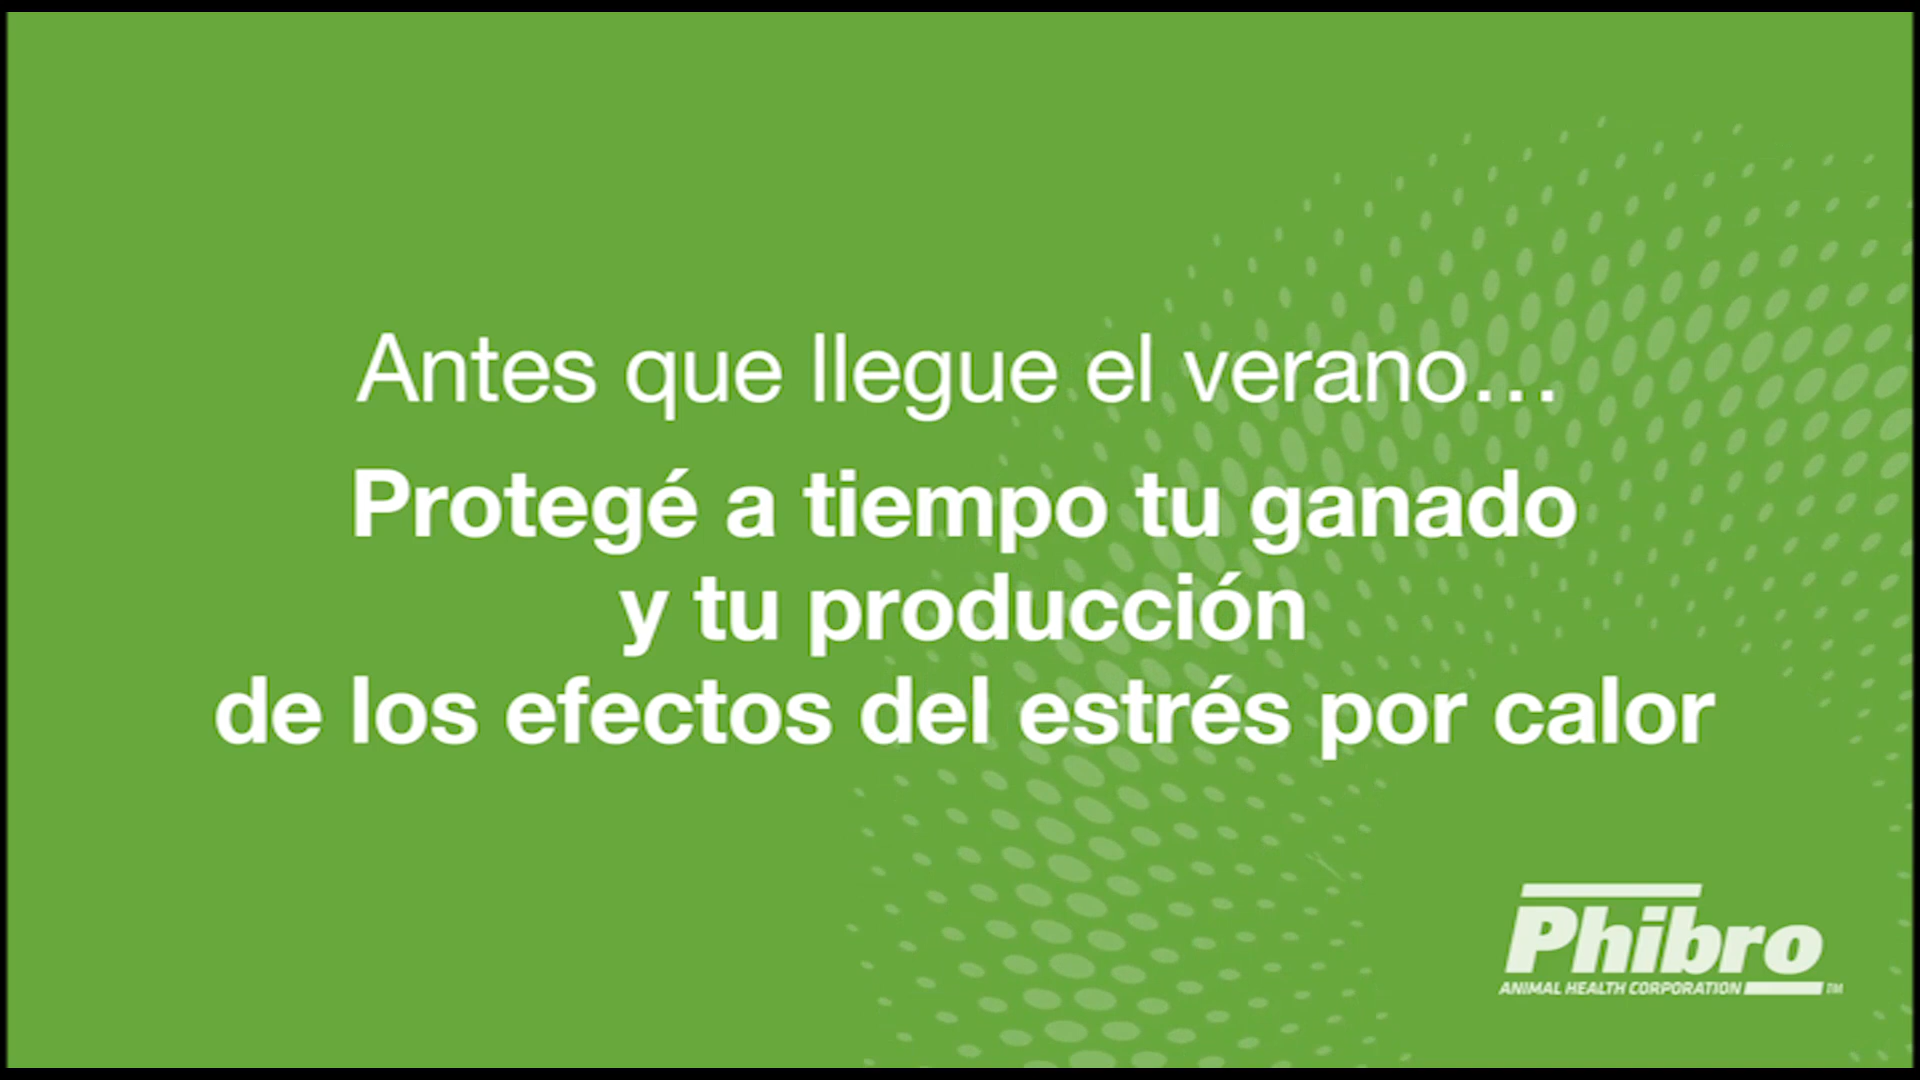 Antes que llegue el verano...
Protegé a tiempo tu ganado
y tu producción
de los efectos del estrés por calor
Phibro
ANIMAL HEALTH CORPORATION TM